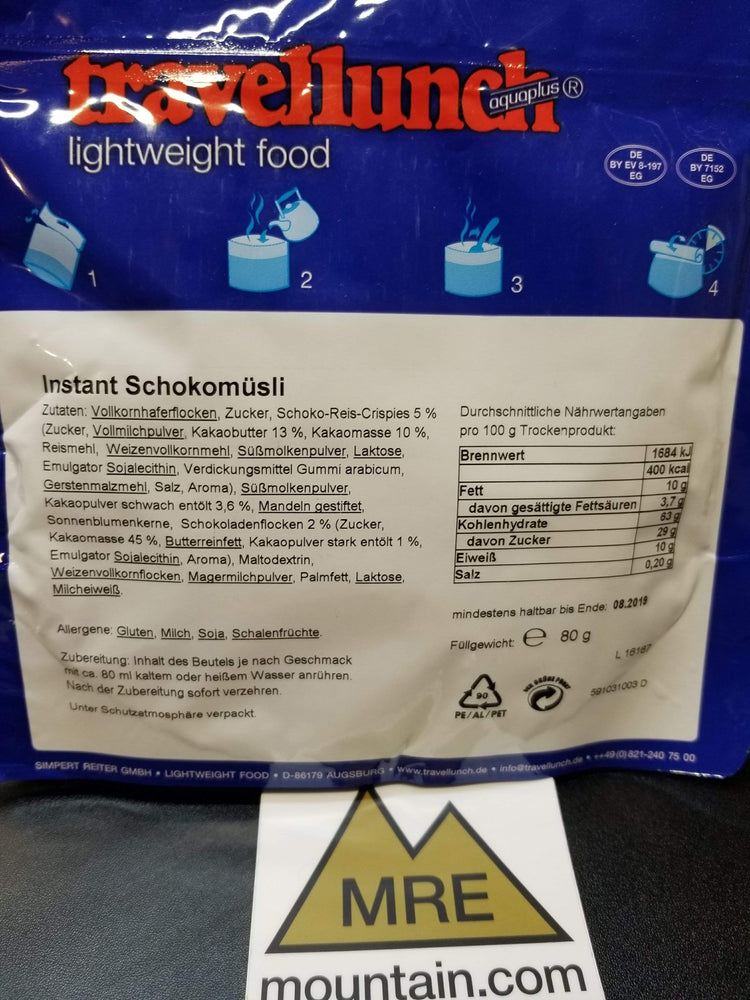 travellunch
aquaplus ®
lightweight food
DE
BY EV 8-197
EG
DE
BY 7152
EG
1
2
3
4
Instant Schokomüsli
Zutaten: Vollkornhaferflocken, Zucker, Schoko-Reis-Crispies 5 %
(Zucker, Vollmilchpulver, Kakaobutter 13 %, Kakaomasse 10 %,
Reismehl, Weizenvollkornmehl, Süßmolkenpulver, Laktose,
Emulgator Sojalecithin, Verdickungsmittel Gummi arabicum,
Gerstenmalzmehl, Salz, Aroma), Süßmolkenpulver,
Kakaopulver schwach entölt 3,6 %, Mandeln gestiftet,
Sonnenblumenkerne, Schokoladenflocken 2 % (Zucker,
Kakaomasse 45 %, Butterreinfett, Kakaopulver stark entölt 1 %,
Emulgator Sojalecithin, Aroma), Maltodextrin,
Weizenvollkornflocken, Magermilchpulver, Palmfett, Laktose,
Milcheiweiß.
Allergene: Gluten, Milch, Soja, Schalenfrüchte.
Zubereitung: Inhalt des Beutels je nach Geschmack
mit ca. 80 ml kaltem oder heißem Wasser anrühren.
Nach der Zubereitung sofort verzehren.
Unter Schutzatmosphäre verpackt.
Durchschnittliche Nährwertangaben
pro 100 g Trockenprodukt:
Brennwert 1684 kJ
400 kcal
Fett 10 g
davon gesättigte Fettsäuren 3,7 g
Kohlenhydrate 63 g
davon Zucker 29 g
Eiweiß 10 g
Salz 0,20 g
mindestens haltbar bis Ende: 08.2019
Füllgewicht: e 80 g
L 16167
90
PE/AL/PET
DER GRÜNE PUNKT
591031003 D
SIMPERT REITER GMBH • LIGHTWEIGHT FOOD • D-86179 AUGSBURG • www.travellunch.de • info@travellunch.de • ++49(0)821-240 75 00
MRE
mountain.com